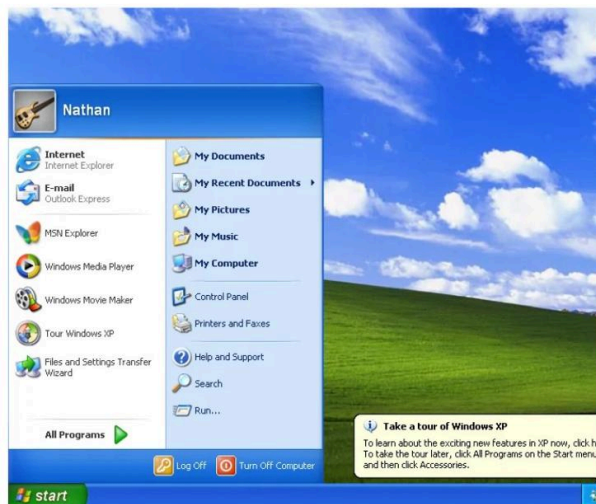 Nathan
Internet
Internet Explorer
E-mail
Outlook Express
MSN Explorer
Windows Media Player
Windows Movie Maker
Tour Windows XP
Files and Settings Transfer
Wizard
All Programs
My Documents
My Recent Documents
My Pictures
My Music
My Computer
Control Panel
Printers and Faxes
Help and Support
Search
Run...
Log Off
Turn Off Computer
Take a tour of Windows XP
To learn about the exciting new features in XP now, click
To take the tour later, click All Programs on the Start menu
and then click Accessories.
start